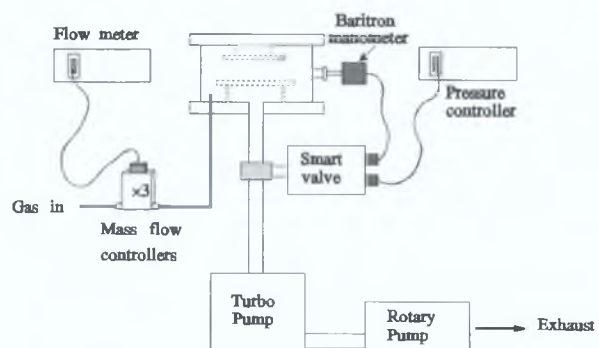 Flow meter
Baritron
manometer
Pressure
controller
Smart
valve
×3
Gas in
Mass flow
controllers
Turbo
Pump
Rotary
Pump
Exhaust